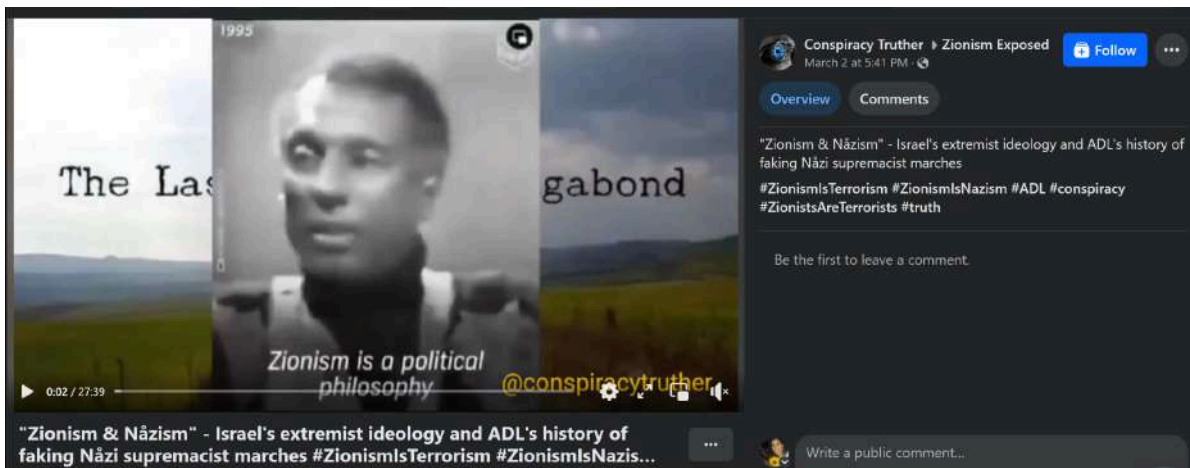 1995
The Las
gabond
Zionism is a political
philosophy
@conspiracytruther
0:02 / 27:39
"Zionism & Nåzism" - Israel's extremist ideology and ADL's history of
faking Nåzi supremacist marches #ZionismIsTerrorism #ZionismIsNazis...
Conspiracy Truther ▸ Zionism Exposed
March 2 at 5:41 PM ·
Follow
Overview
Comments
"Zionism & Nåzism" - Israel's extremist ideology and ADL's history of
faking Nåzi supremacist marches
#ZionismIsTerrorism #ZionismIsNazism #ADL #conspiracy
#ZionistsAreTerrorists #truth
Be the first to leave a comment.
Write a public comment...